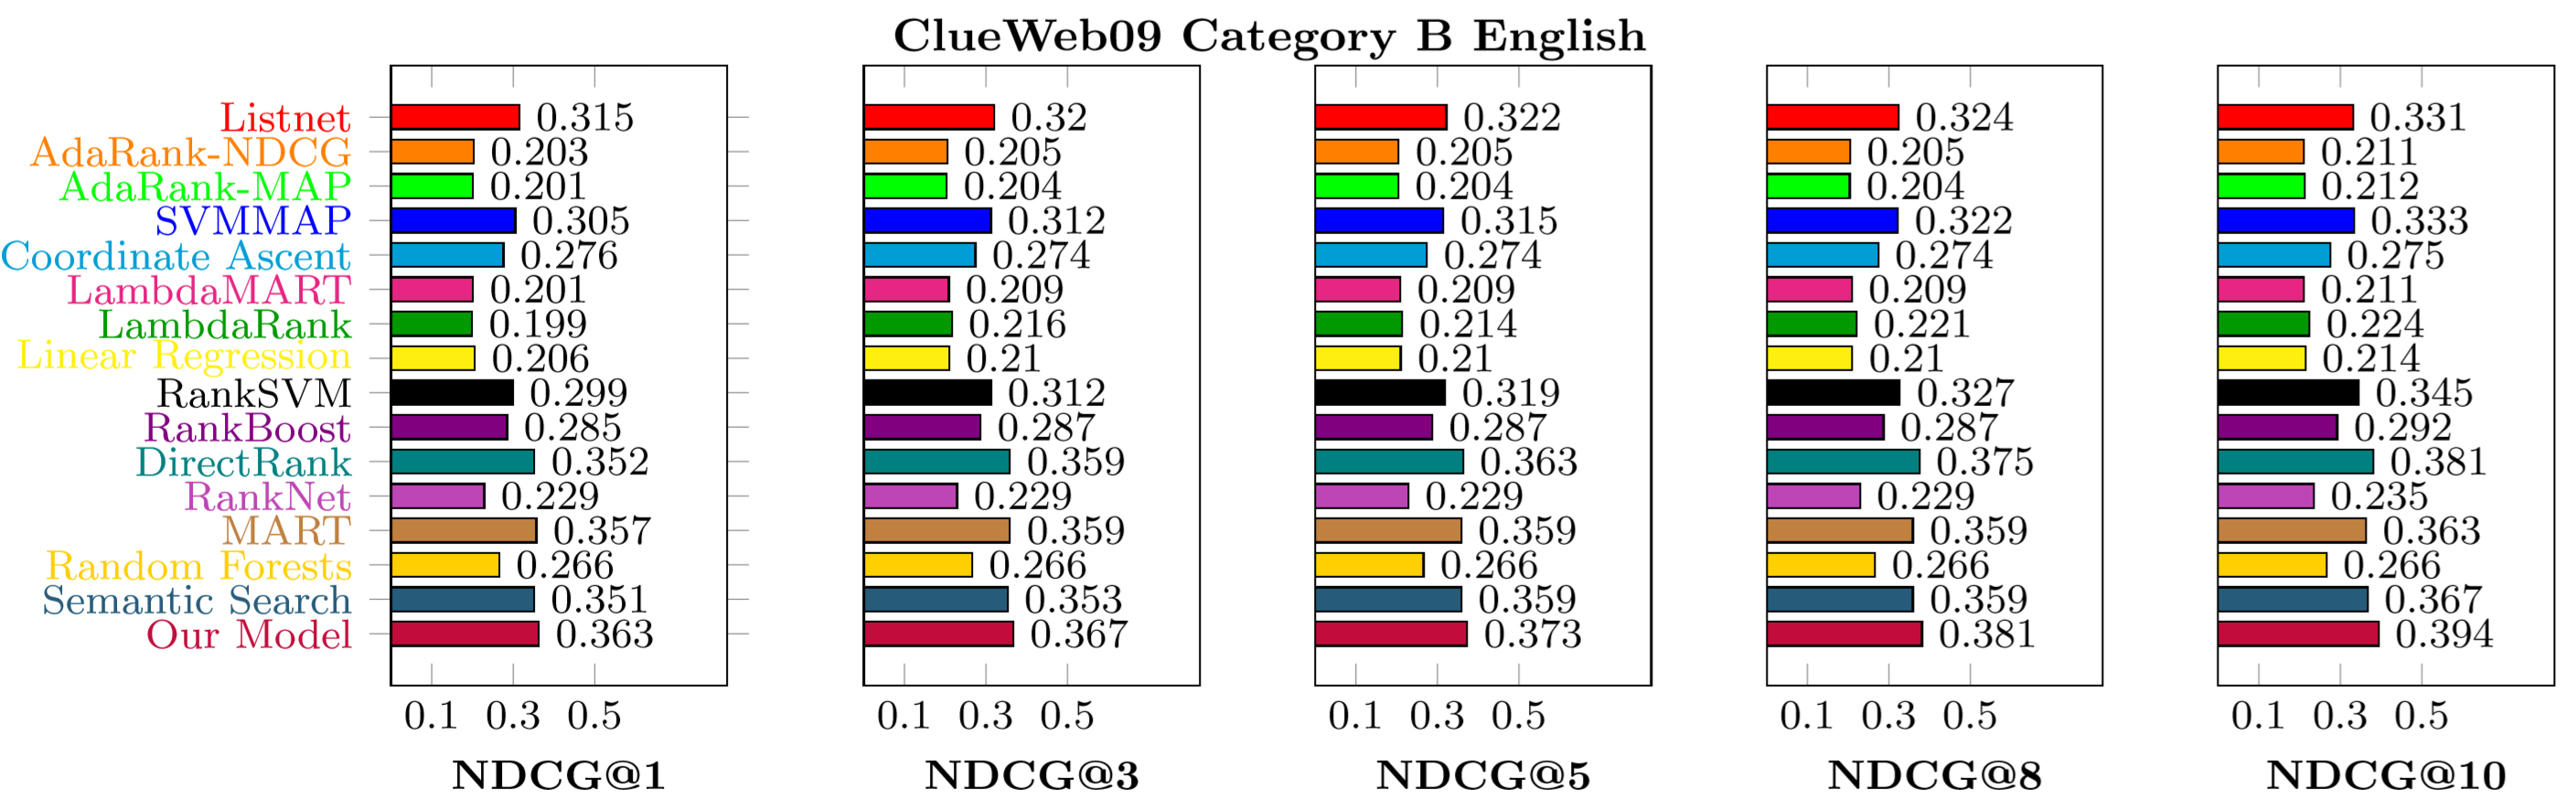 ClueWeb09 Category B English
Listnet 0.315 0.32 0.322 0.324 0.331
AdaRank-NDCG 0.203 0.205 0.205 0.205 0.211
AdaRank-MAP 0.201 0.204 0.204 0.204 0.212
SVMMAP 0.305 0.312 0.315 0.322 0.333
Coordinate Ascent 0.276 0.274 0.274 0.274 0.275
LambdaMART 0.201 0.209 0.209 0.209 0.211
LambdaRank 0.199 0.216 0.214 0.221 0.224
Linear Regression 0.206 0.21 0.21 0.21 0.214
RankSVM 0.299 0.312 0.319 0.327 0.345
RankBoost 0.285 0.287 0.287 0.287 0.292
DirectRank 0.352 0.359 0.363 0.375 0.381
RankNet 0.229 0.229 0.229 0.229 0.235
MART 0.357 0.359 0.359 0.359 0.363
Random Forests 0.266 0.266 0.266 0.266 0.266
Semantic Search 0.351 0.353 0.359 0.359 0.367
Our Model 0.363 0.367 0.373 0.381 0.394
0.1 0.3 0.5 0.1 0.3 0.5 0.1 0.3 0.5 0.1 0.3 0.5 0.1 0.3 0.5
NDCG@1 NDCG@3 NDCG@5 NDCG@8 NDCG@10